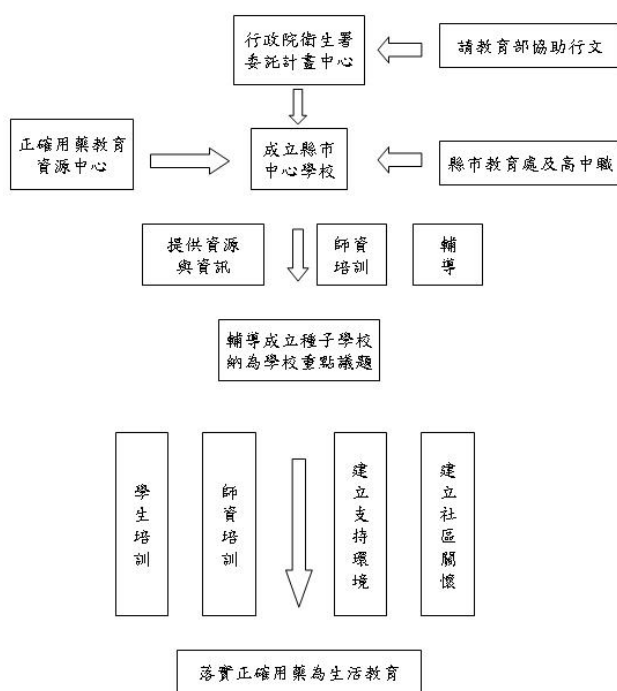 行政院衛生署
委託計畫中心
請教育部協助行文
正確用藥教育
資源中心
成立縣市
中心學校
縣市教育處及高中職
提供資源
與資訊
師資
培訓
輔
導
輔導成立種子學校
納為學校重點議題
學生培訓
師資培訓
建立支持環境
建立社區關懷
落實正確用藥為生活教育